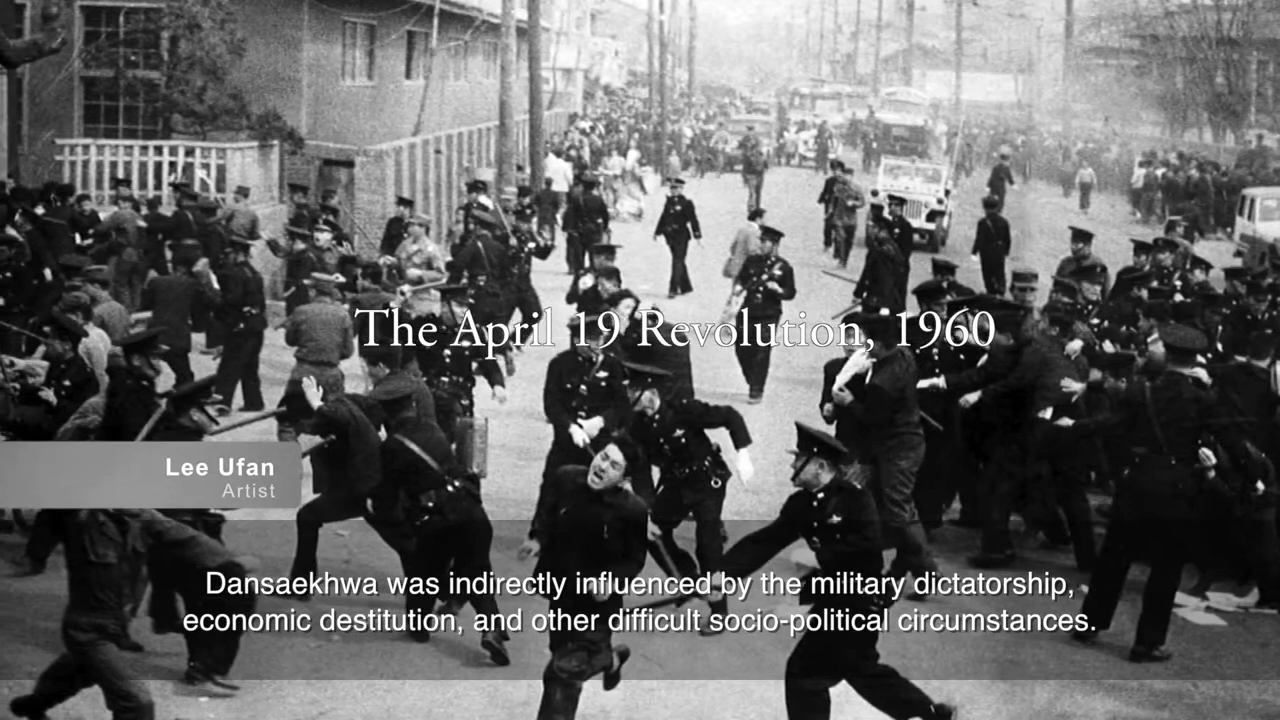 The April 19 Revolution, 1960
Lee Ufan
Artist
Dansaekhwa was indirectly influenced by the military dictatorship,
economic destitution, and other difficult socio-political circumstances.